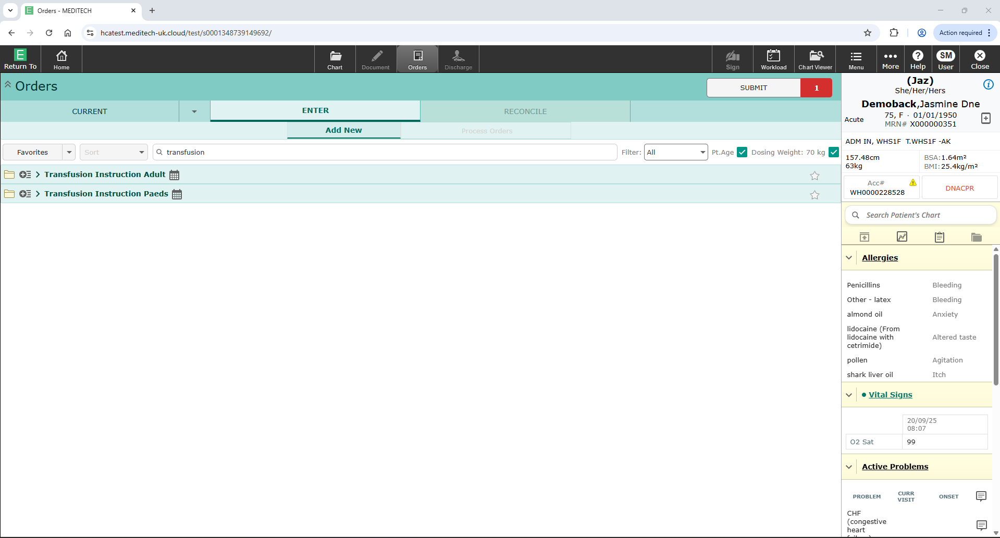 Orders - MEDITECH
hcatest.meditech-uk.cloud/test/s0001348739149692/
Action required
Return To
Home
Chart
Document
Orders
Discharge
Sign
Workload
Chart Viewer
Menu
More
Help
SM
User
Close
Orders
SUBMIT
1
CURRENT
ENTER
RECONCILE
Add New
Process Orders
Favorites
Sort
transfusion
Filter:
All
Pt.Age
Dosing Weight: 70 kg
Transfusion Instruction Adult
Transfusion Instruction Paeds
(Jaz)
She/Her/Hers
Demoback,Jasmine Dne
Acute
75, F · 01/01/1950
MRN# X000000351
ADM IN, WHS1F T.WHS1F -AK
157.48cm
63kg
BSA:1.64m²
BMI:25.4kg/m²
Acc#
WH0000228528
DNACPR
Search Patient's Chart
Allergies
Penicillins Bleeding
Other - latex Bleeding
almond oil Anxiety
lidocaine (From
lidocaine with
cetrimide)
Altered taste
pollen Agitation
shark liver oil Itch
Vital Signs
20/09/25
08:07
O2 Sat 99
Active Problems
PROBLEM
CURR
VISIT
ONSET
CHF
(congestive
heart